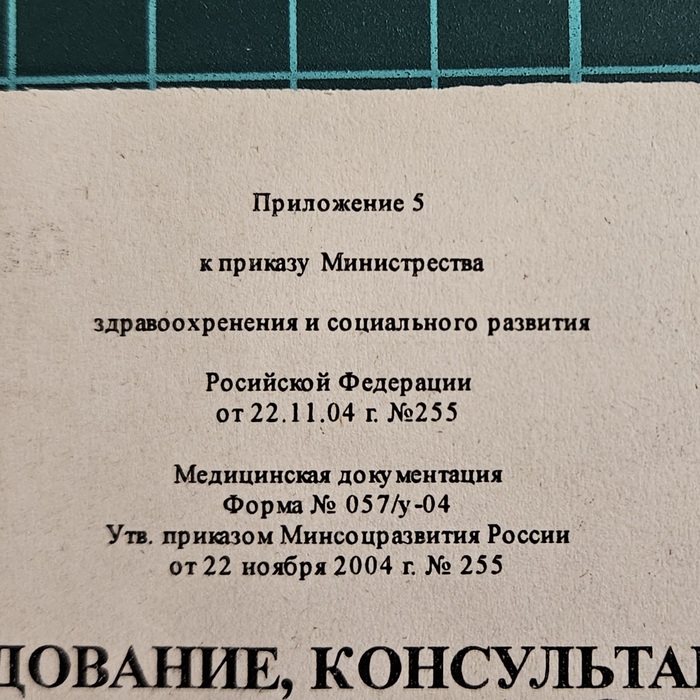 Приложение 5
к приказу Министрества
здравоохренения и социального развития
Росийской Федерации
от 22.11.04 г. №255
Медицинская документация
Форма № 057/у-04
Утв. приказом Минсоцразвития России
от 22 ноября 2004 г. № 255
ДОВАНИЕ, КОНСУЛЬТА